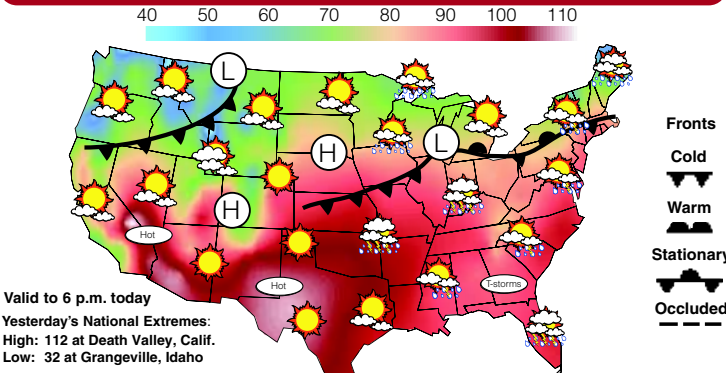 40 50 60 70 80 90 100 110
L
H
L
H
Hot
Hot
T-storms
Fronts
Cold
Warm
Stationary
Occluded
Valid to 6 p.m. today
Yesterday's National Extremes:
High: 112 at Death Valley, Calif.
Low: 32 at Grangeville, Idaho